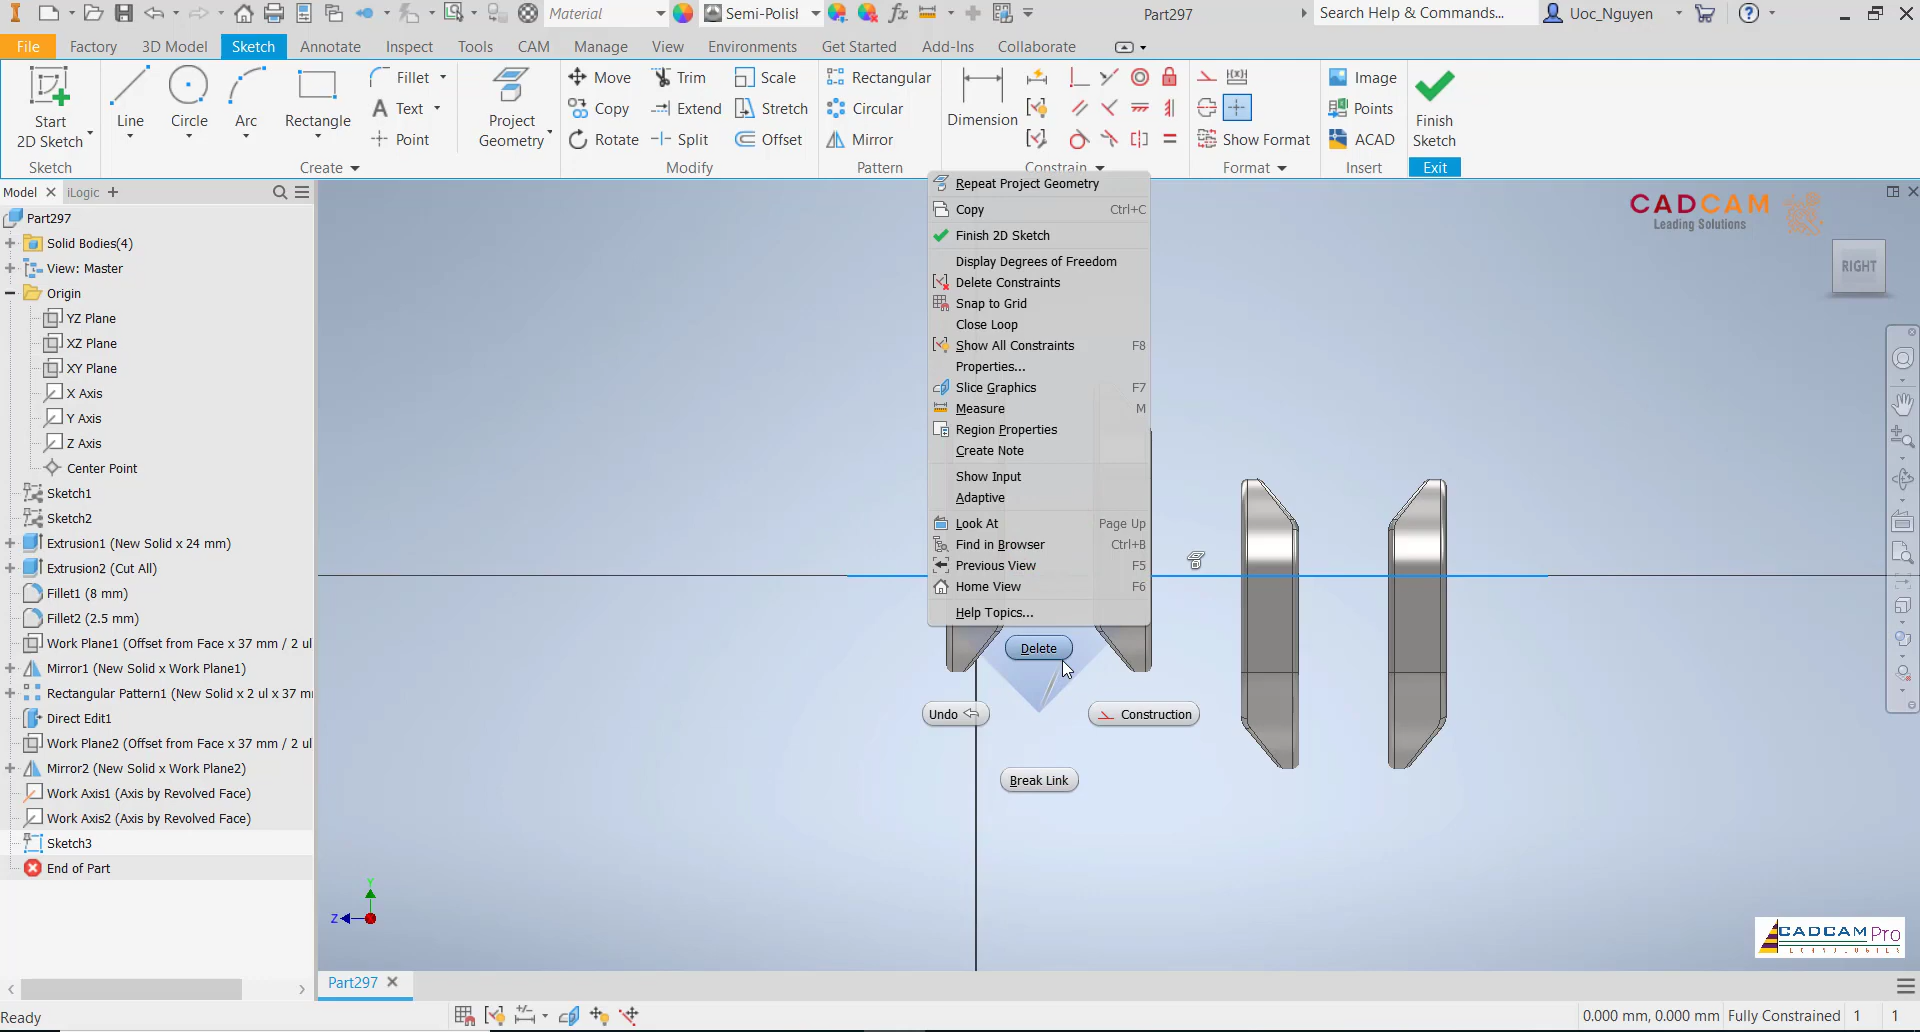 Material
Semi-Polisl
Part297
Search Help & Commands...
Uoc_Nguyen
File
Factory
3D Model
Sketch
Annotate
Inspect
Tools
CAM
Manage
View
Environments
Get Started
Add-Ins
Collaborate
Start
2D Sketch
Line
Circle
Arc
Rectangle
Fillet
Text
Point
Project
Geometry
Move
Copy
Rotate
Trim
Extend
Split
Scale
Stretch
Offset
Rectangular
Circular
Mirror
Dimension
Show Format
Image
Points
ACAD
Finish
Sketch
Sketch
Create
Modify
Pattern
Constrain
Format
Insert
Exit
Model
iLogic
Part297
Solid Bodies(4)
View: Master
Origin
YZ Plane
XZ Plane
XY Plane
X Axis
Y Axis
Z Axis
Center Point
Sketch1
Sketch2
Extrusion1 (New Solid x 24 mm)
Extrusion2 (Cut All)
Fillet1 (8 mm)
Fillet2 (2.5 mm)
Work Plane1 (Offset from Face x 37 mm / 2 ul
Mirror1 (New Solid x Work Plane1)
Rectangular Pattern1 (New Solid x 2 ul x 37 m
Direct Edit1
Work Plane2 (Offset from Face x 37 mm / 2 ul
Mirror2 (New Solid x Work Plane2)
Work Axis1 (Axis by Revolved Face)
Work Axis2 (Axis by Revolved Face)
Sketch3
End of Part
Repeat Project Geometry
Copy Ctrl+C
Finish 2D Sketch
Display Degrees of Freedom
Delete Constraints
Snap to Grid
Close Loop
Show All Constraints F8
Properties...
Slice Graphics F7
Measure M
Region Properties
Create Note
Show Input
Adaptive
Look At Page Up
Find in Browser Ctrl+B
Previous View F5
Home View F6
Help Topics...
Delete
Undo
Construction
Break Link
CADCAM
Leading Solutions
RIGHT
Y
Z
CADCAM Pro
Part297
Ready
0.000 mm, 0.000 mm
Fully Constrained
1
1